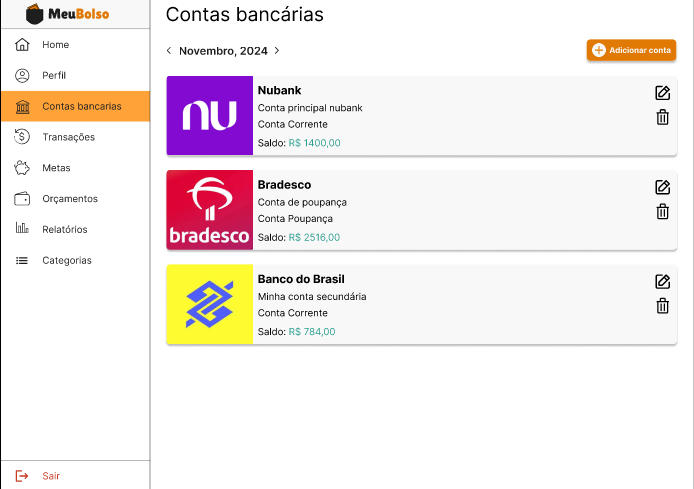 MeuBolso
Home
Perfil
Contas bancarias
Transações
Metas
Orçamentos
Relatórios
Categorias
Sair
Contas bancárias
Novembro, 2024
Adicionar conta
nu
Nubank
Conta principal nubank
Conta Corrente
Saldo: R$ 1400,00
bradesco
Bradesco
Conta de poupança
Conta Poupança
Saldo: R$ 2516,00
Banco do Brasil
Minha conta secundária
Conta Corrente
Saldo: R$ 784,00